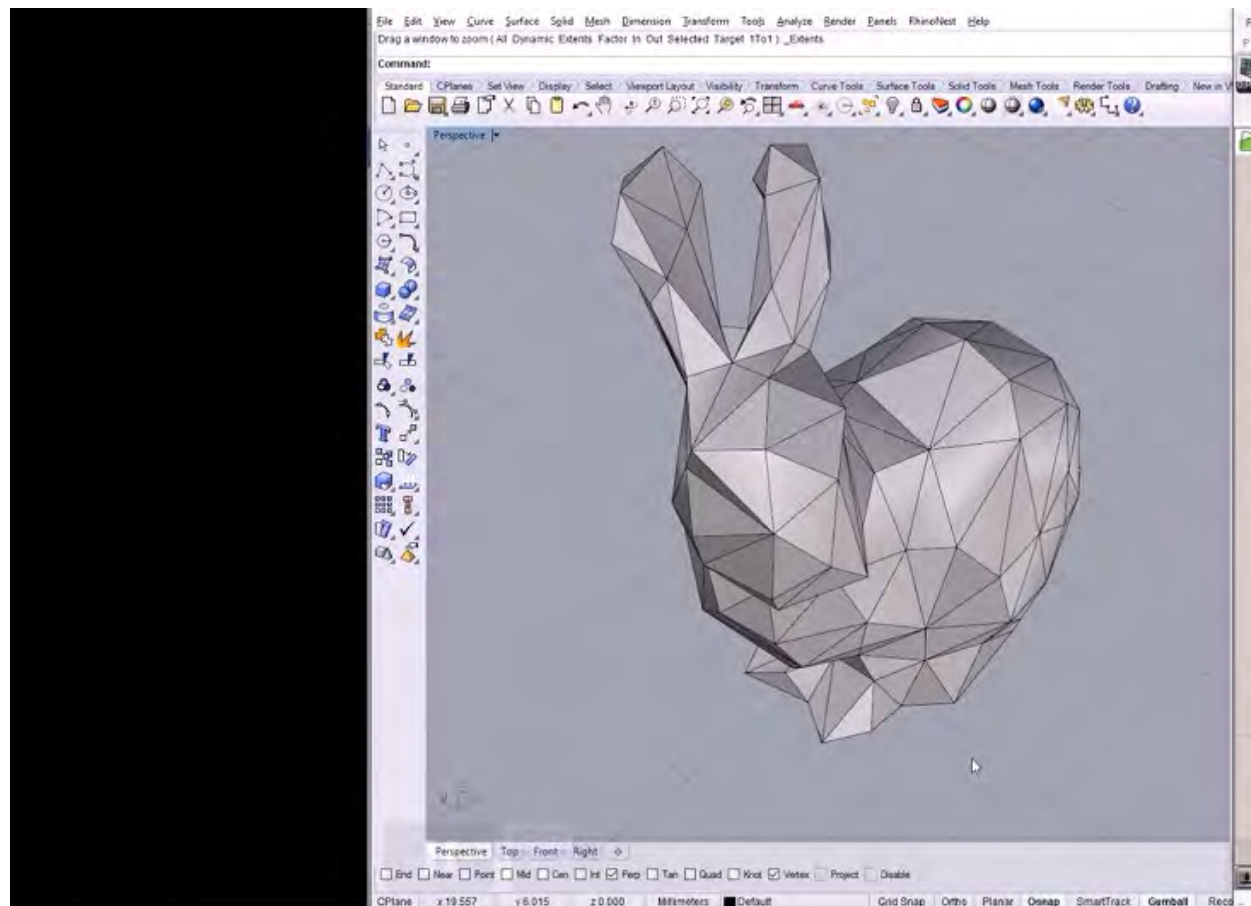 File Edit View Curve Surface Solid Mesh Dimension Transform Tools Analyze Render Panels RhinoNest Help
Drag a window to zoom ( All Dynamic Extents Factor In Out Selected Target 1To1 ): _Extents
Command:
Standard CPlanes Set View Display Select Viewport Layout Visibility Transform Curve Tools Surface Tools Solid Tools Mesh Tools Render Tools Drafting New in V
Perspective
Perspective Top Front Right
End Near Point Mid Cen Int Perp Tan Quad Knot Vertex Project Disable
CPlane x 19.557 y 6.015 z 0.000 Millimeters Default Grid Snap Ortho Planar Osnap SmartTrack Gumball Reco